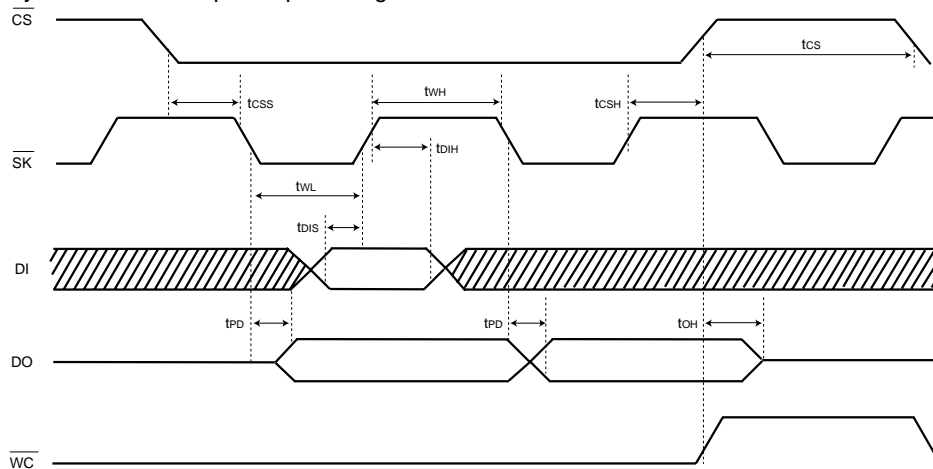 CS
tCS
tCSS
tWH
tCSH
SK
tDIH
tWL
tDIS
DI
tPD
tPD
tOH
DO
WC